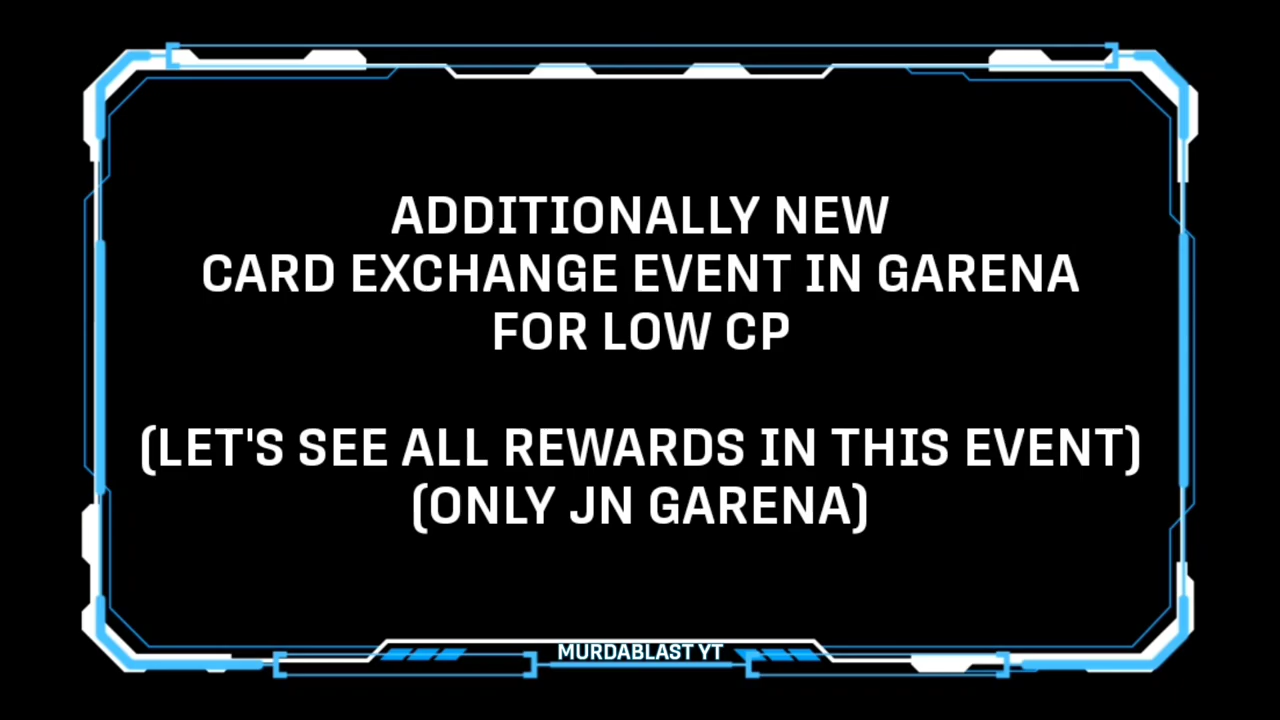 ADDITIONALLY NEW
CARD EXCHANGE EVENT IN GARENA
FOR LOW CP
(LET'S SEE ALL REWARDS IN THIS EVENT)
(ONLY JN GARENA)
MURDABLAST YT